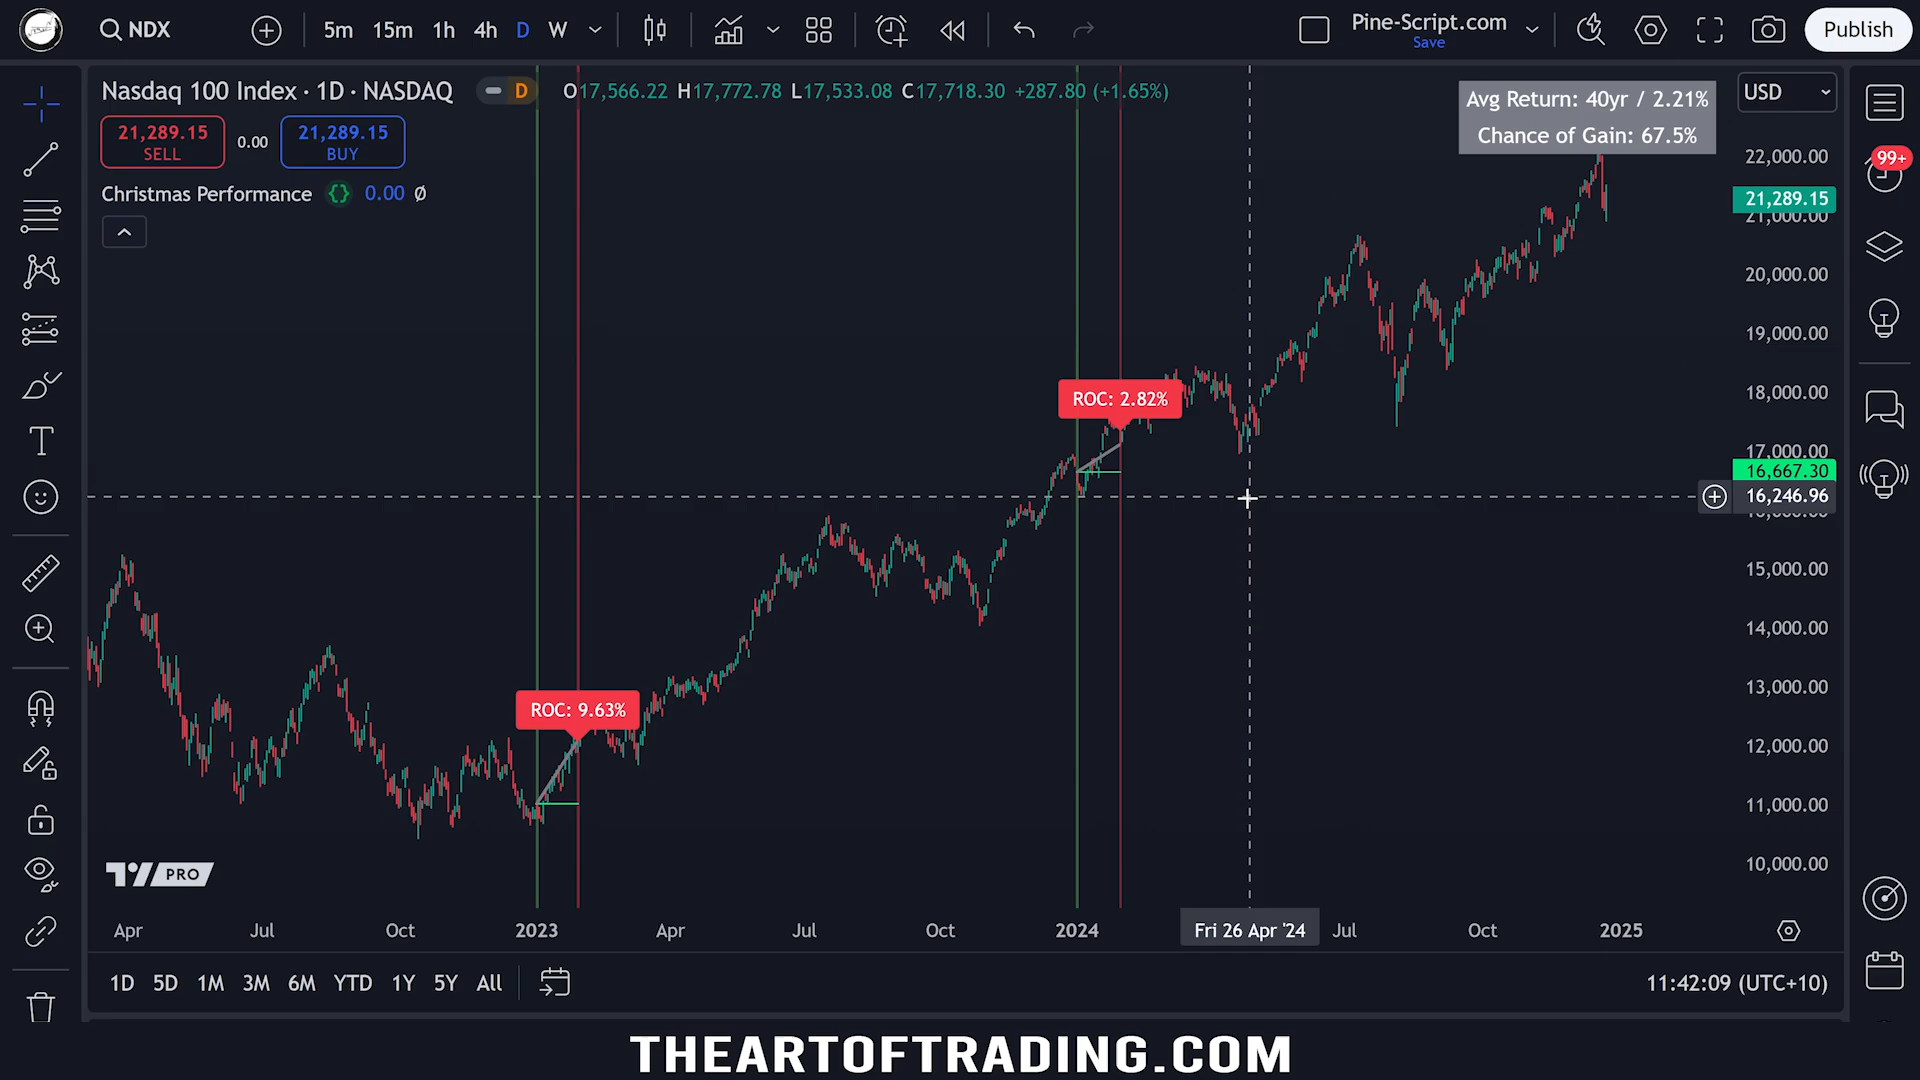 NDX
5m 15m 1h 4h D W
Pine-Script.com
Save
Publish
Nasdaq 100 Index · 1D · NASDAQ D O17,566.22 H17,772.78 L17,533.08 C17,718.30 +287.80 (+1.65%)
21,289.15
SELL
0.00
21,289.15
BUY
Christmas Performance {} 0.00 Ø
Avg Return: 40yr / 2.21%
Chance of Gain: 67.5%
USD
99+
22,000.00
21,289.15
21,000.00
20,000.00
19,000.00
18,000.00
17,000.00
16,667.30
16,246.96
15,000.00
14,000.00
13,000.00
12,000.00
11,000.00
10,000.00
ROC: 2.82%
ROC: 9.63%
PRO
Apr Jul Oct 2023 Apr Jul Oct 2024 Fri 26 Apr '24 Jul Oct 2025
1D 5D 1M 3M 6M YTD 1Y 5Y All
11:42:09 (UTC+10)
THEARTOFTRADING.COM